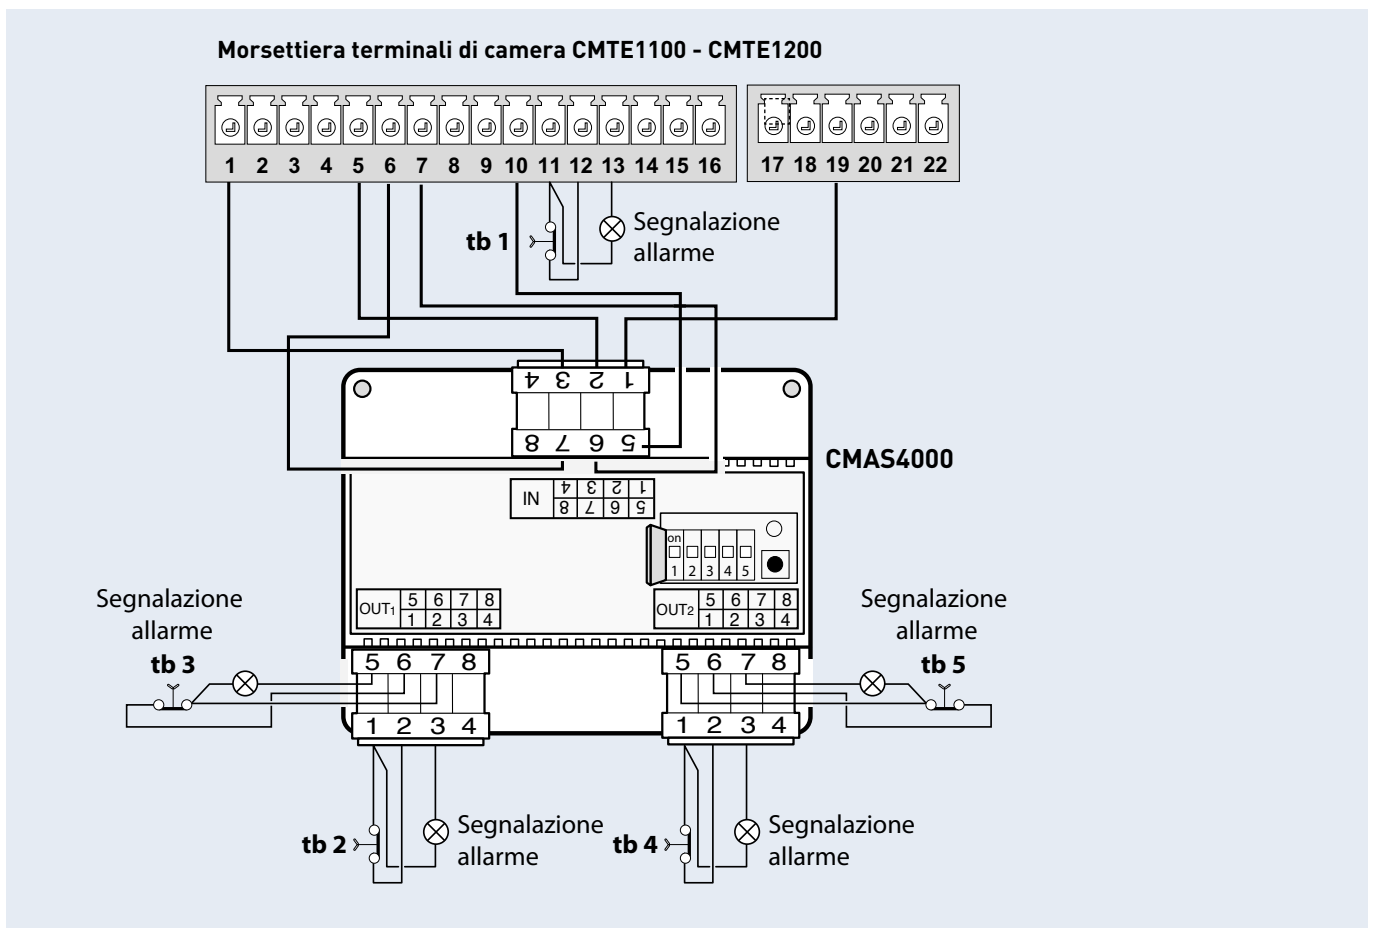 Morsettiera terminali di camera CMTE1100 - CMTE1200
1 2 3 4 5 6 7 8 9 10 11 12 13 14 15 16
17 18 19 20 21 22
tb 1
Segnalazione
allarme
4 3 2 1
8 7 6 5
CMAS4000
IN
4 3 2 1
8 7 6 5
on
1 2 3 4 5
OUT1
5 6 7 8
1 2 3 4
OUT2
5 6 7 8
1 2 3 4
Segnalazione
allarme
tb 3
Segnalazione
allarme
tb 5
5 6 7 8
1 2 3 4
5 6 7 8
1 2 3 4
tb 2
Segnalazione
allarme
tb 4
Segnalazione
allarme